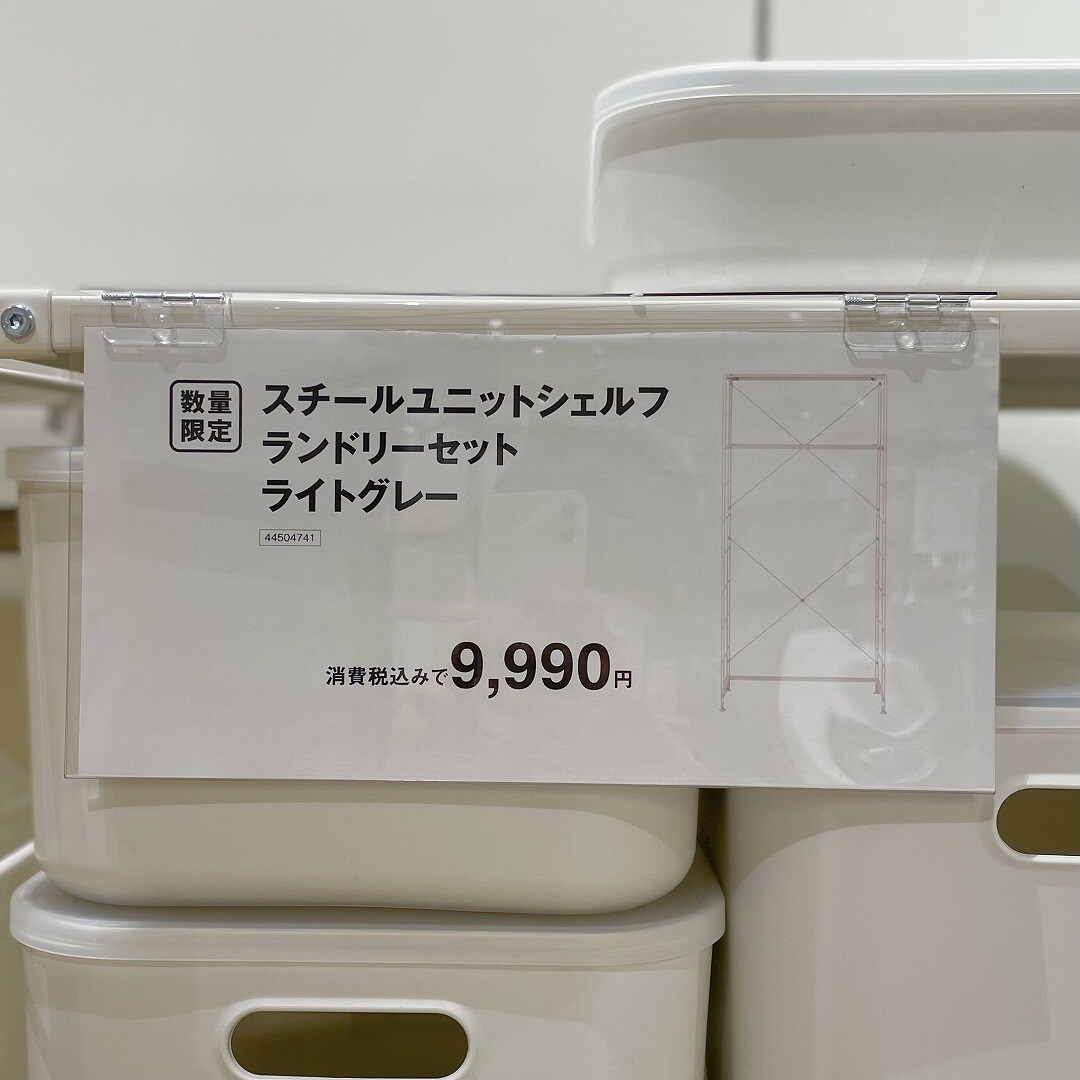 数量
限定
スチールユニットシェルフ
ランドリーセット
ライトグレー
44504741
消費税込みで9,990円